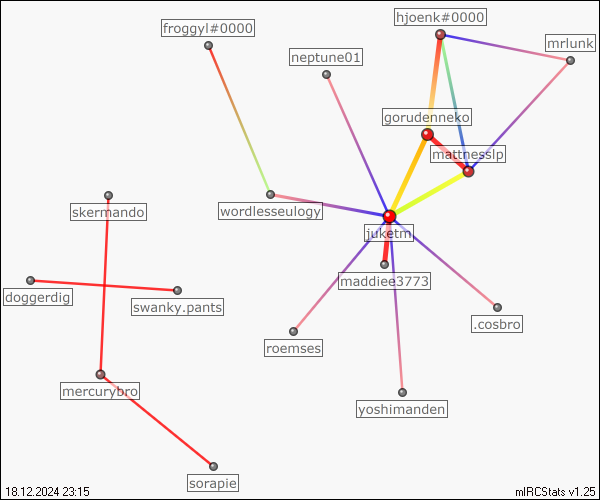 froggyl#0000
hjoenk#0000
mrlunk
neptune01
gorudenneko
mattnesslp
skermando
wordlesseulogy
juketm
doggerdig
swanky.pants
maddiee3773
.cosbro
roemses
mercurybro
yoshimanden
sorapie
18.12.2024 23:15
mIRCStats v1.25